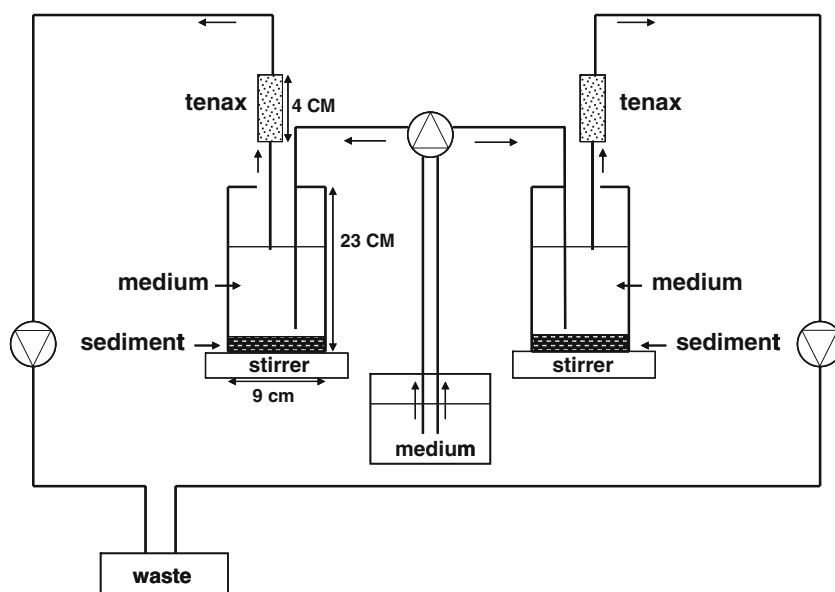 tenax
4 CM
tenax
23 CM
medium
medium
sediment
sediment
stirrer
stirrer
9 cm
medium
waste